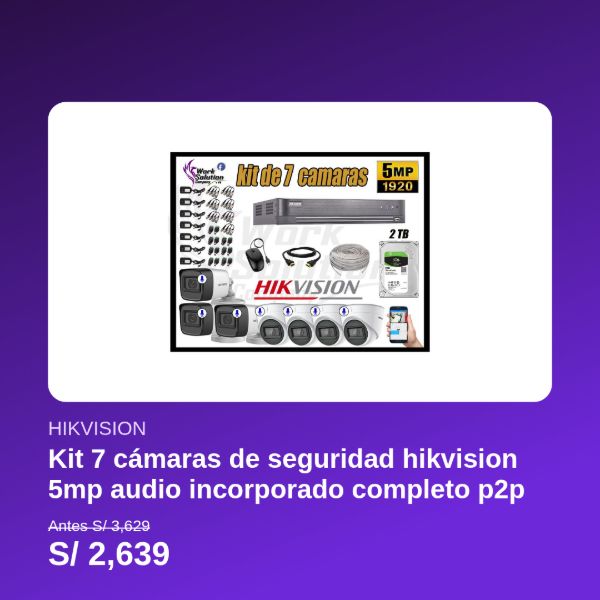 Work
Solution
kit de 7 camaras
5MP
1920
2 TB
HIKVISION
HIKVISION
Kit 7 cámaras de seguridad hikvision
5mp audio incorporado completo p2p
Antes S/ 3,629
S/ 2,639